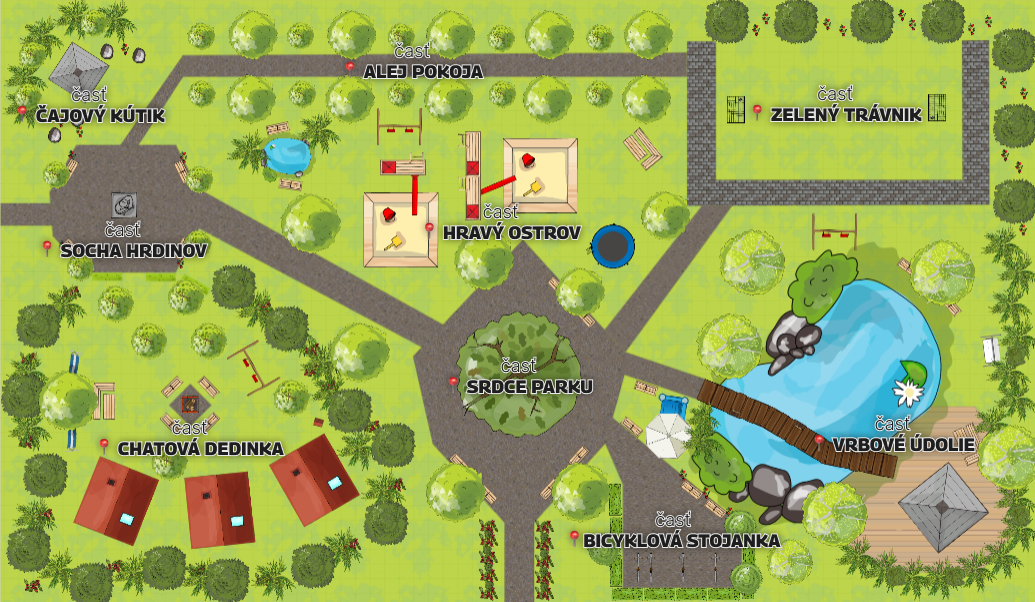 časť
ALEJ POKOJA
časť
ČAJOVÝ KÚTIK
časť
ZELENÝ TRÁVNIK
časť
HRAVÝ OSTROV
časť
SOCHA HRDINOV
časť
SRDCE PARKU
časť
CHATOVÁ DEDINKA
časť
VRBOVÉ ÚDOLIE
časť
BICYKLOVÁ STOJANKA